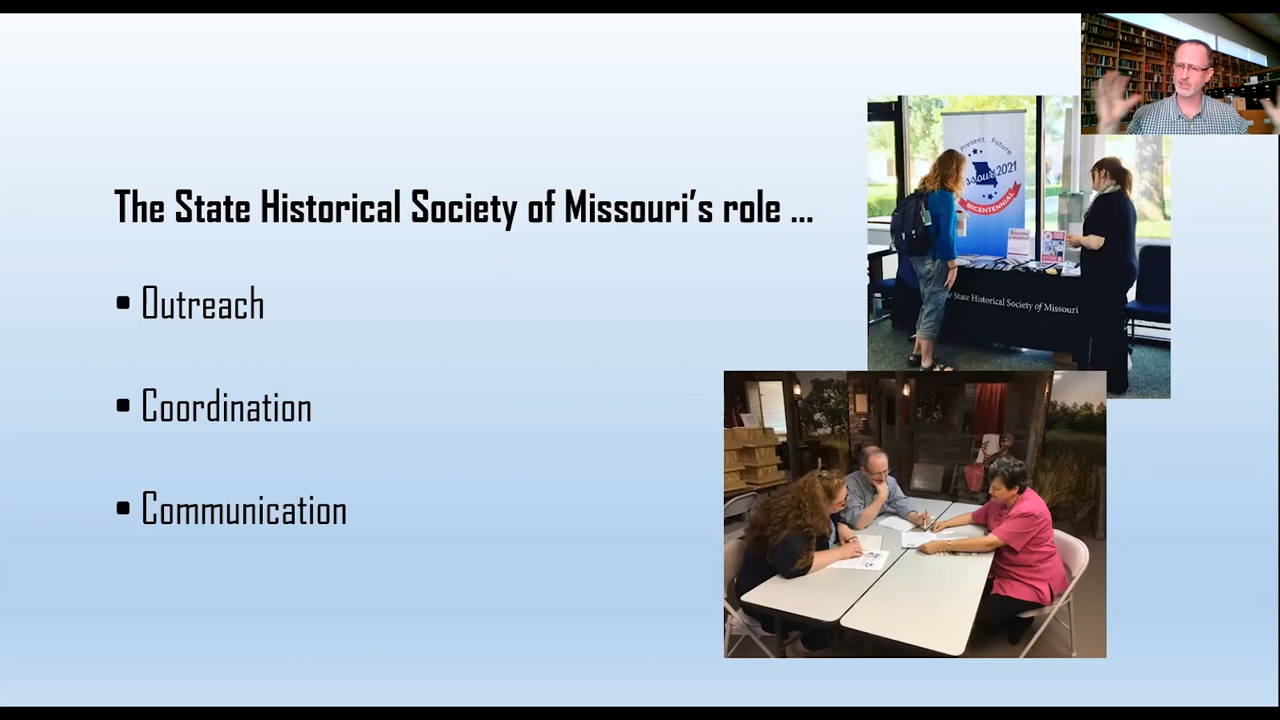 The State Historical Society of Missouri’s role ...
• Outreach
• Coordination
• Communication
Present. Future
ssouri 2021
BICENTENNIAL
State Historical Society of Missouri